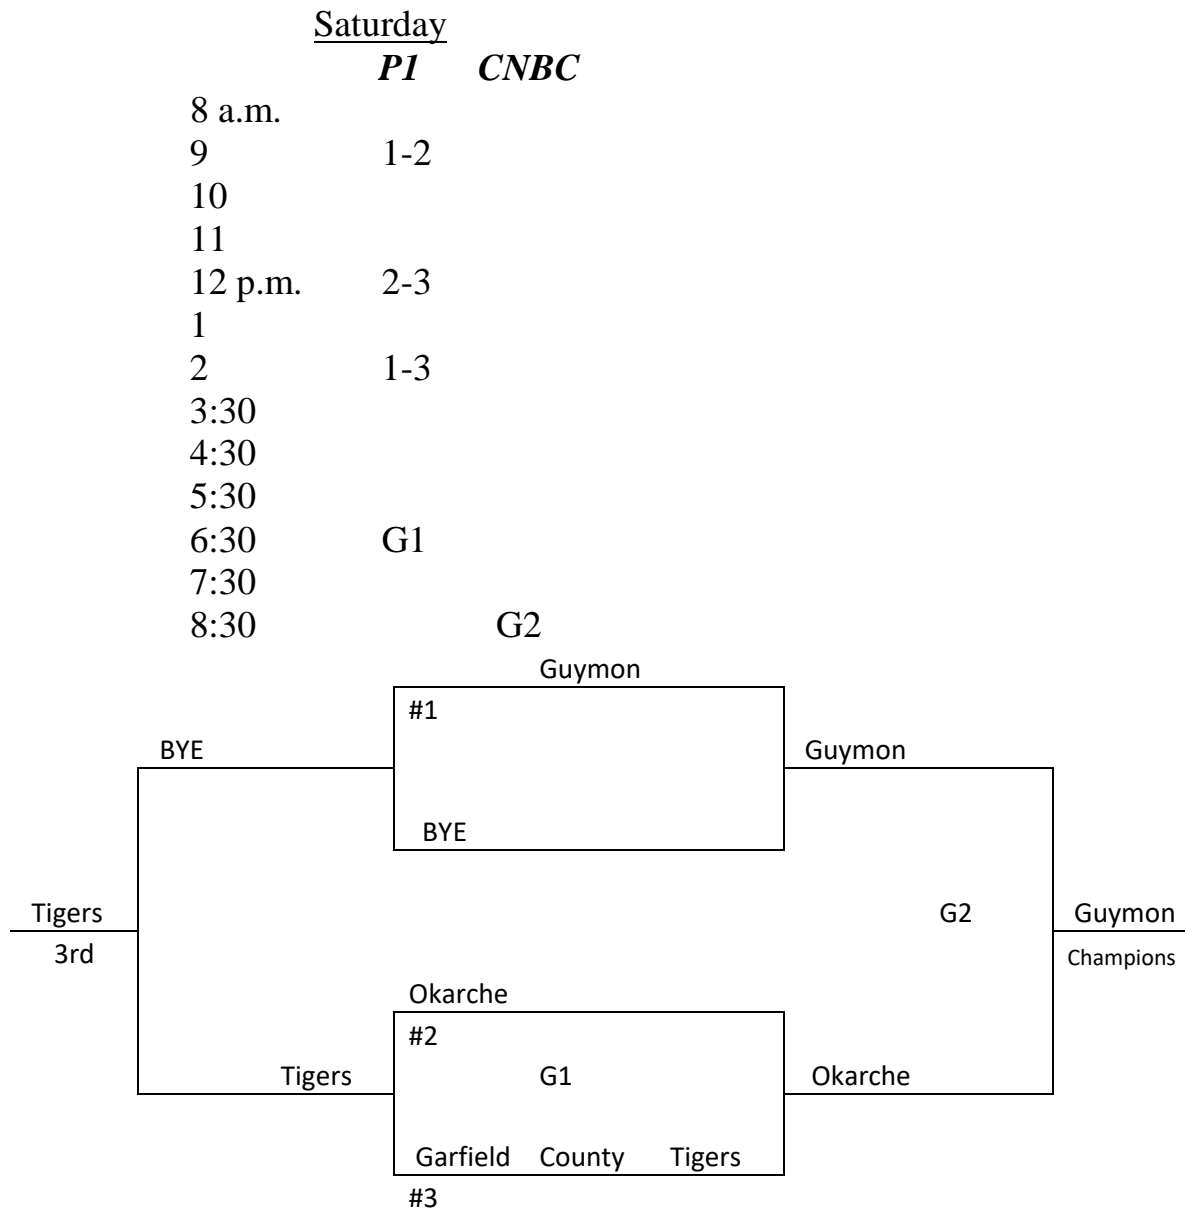 Saturday
P1 CNBC
8 a.m.
9 1-2
10
11
12 p.m. 2-3
1
2 1-3
3:30
4:30
5:30
6:30 G1
7:30
8:30 G2
Guymon
#1
BYE Guymon
BYE
Tigers G2 Guymon
3rd Champions
Okarche
#2
Tigers G1 Okarche
Garfield County Tigers
#3